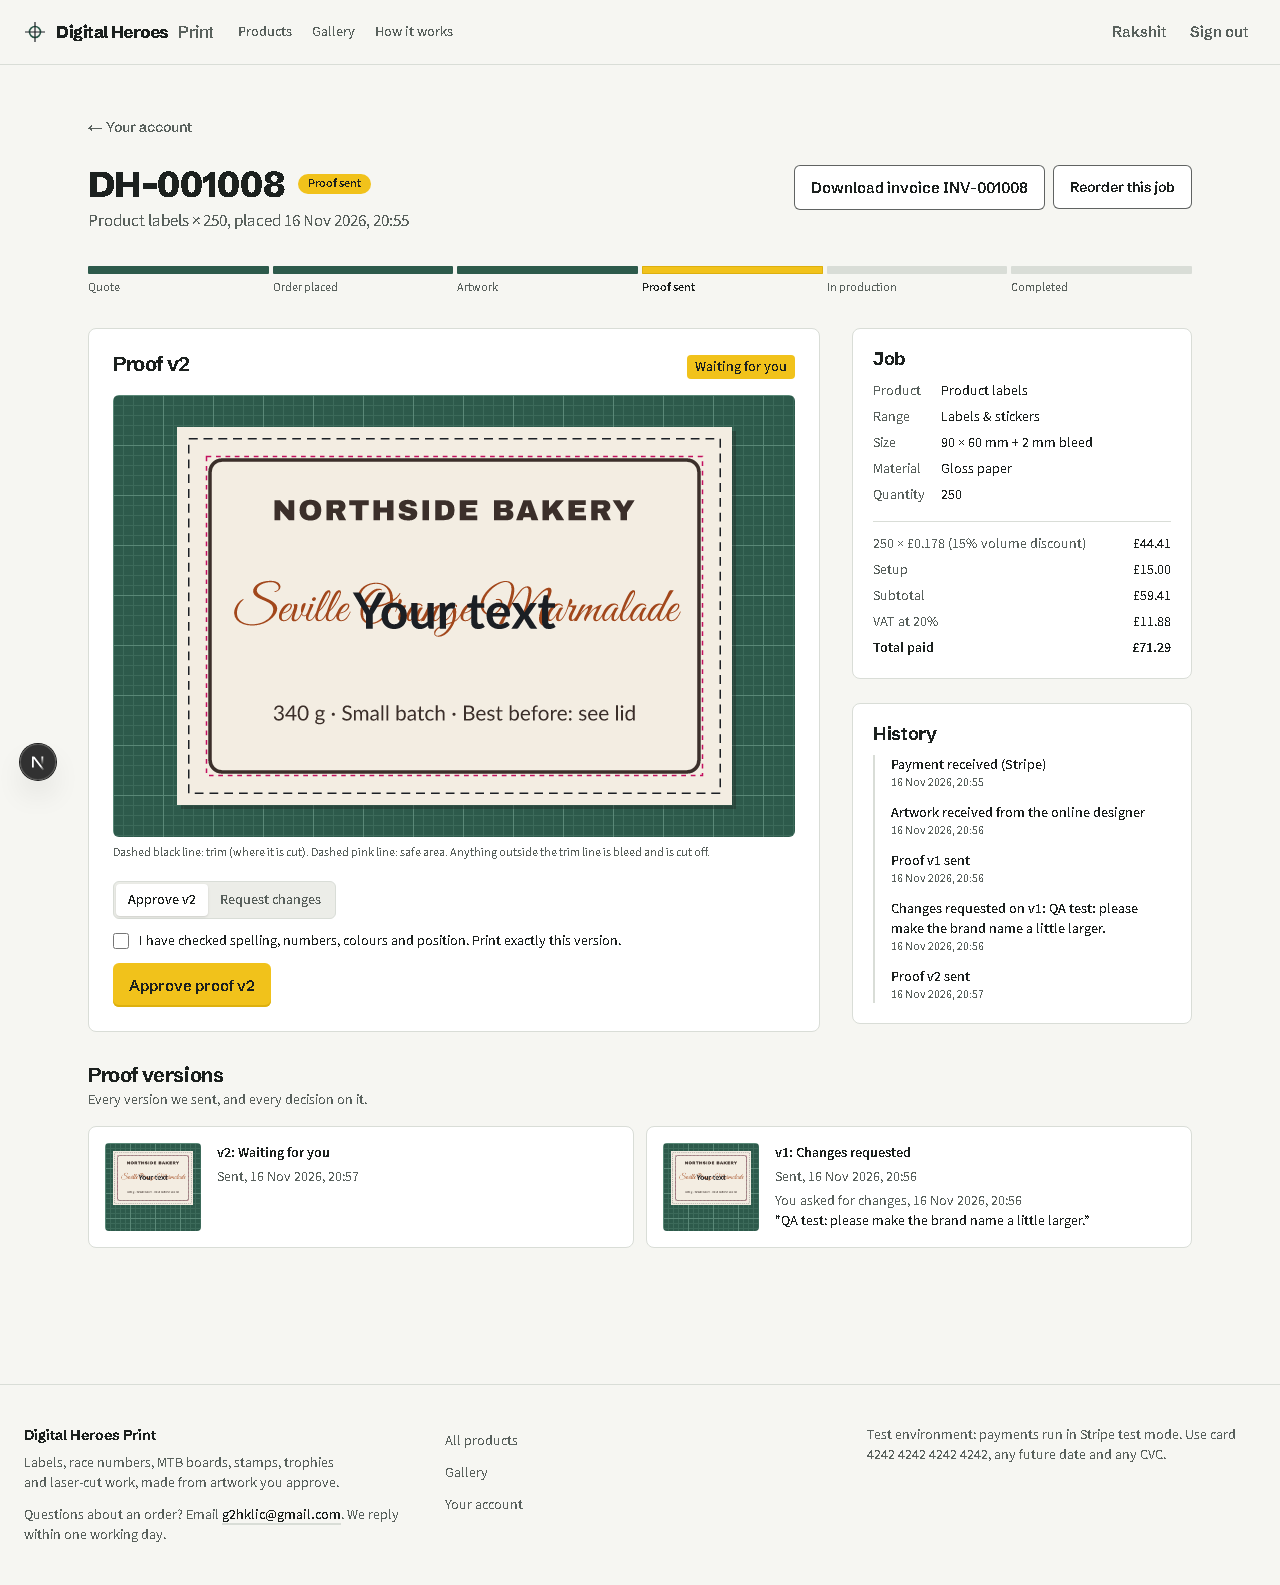 Digital Heroes Print
Products
Gallery
How it works
Rakshit
Sign out
← Your account
DH-001008
Proof sent
Download invoice INV-001008
Reorder this job
Product labels × 250, placed 16 Nov 2026, 20:55
Quote
Order placed
Artwork
Proof sent
In production
Completed
Proof v2
Waiting for you
NORTHSIDE BAKERY
Seville Orange Marmalade
Your text
340 g · Small batch · Best before: see lid
Dashed black line: trim (where it is cut). Dashed pink line: safe area. Anything outside the trim line is bleed and is cut off.
Approve v2
Request changes
I have checked spelling, numbers, colours and position. Print exactly this version.
Approve proof v2
Job
Product Product labels
Range Labels & stickers
Size 90 × 60 mm + 2 mm bleed
Material Gloss paper
Quantity 250
250 × £0.178 (15% volume discount) £44.41
Setup £15.00
Subtotal £59.41
VAT at 20% £11.88
Total paid £71.29
History
Payment received (Stripe)
16 Nov 2026, 20:55
Artwork received from the online designer
16 Nov 2026, 20:56
Proof v1 sent
16 Nov 2026, 20:56
Changes requested on v1: QA test: please
make the brand name a little larger.
16 Nov 2026, 20:56
Proof v2 sent
16 Nov 2026, 20:57
Proof versions
Every version we sent, and every decision on it.
NORTHSIDE BAKERY
Your text
v2: Waiting for you
Sent, 16 Nov 2026, 20:57
NORTHSIDE BAKERY
Your text
v1: Changes requested
Sent, 16 Nov 2026, 20:56
You asked for changes, 16 Nov 2026, 20:56
"QA test: please make the brand name a little larger."
Digital Heroes Print
Labels, race numbers, MTB boards, stamps, trophies
and laser-cut work, made from artwork you approve.
Questions about an order? Email g2hklic@gmail.com. We reply
within one working day.
All products
Gallery
Your account
Test environment: payments run in Stripe test mode. Use card
4242 4242 4242 4242, any future date and any CVC.